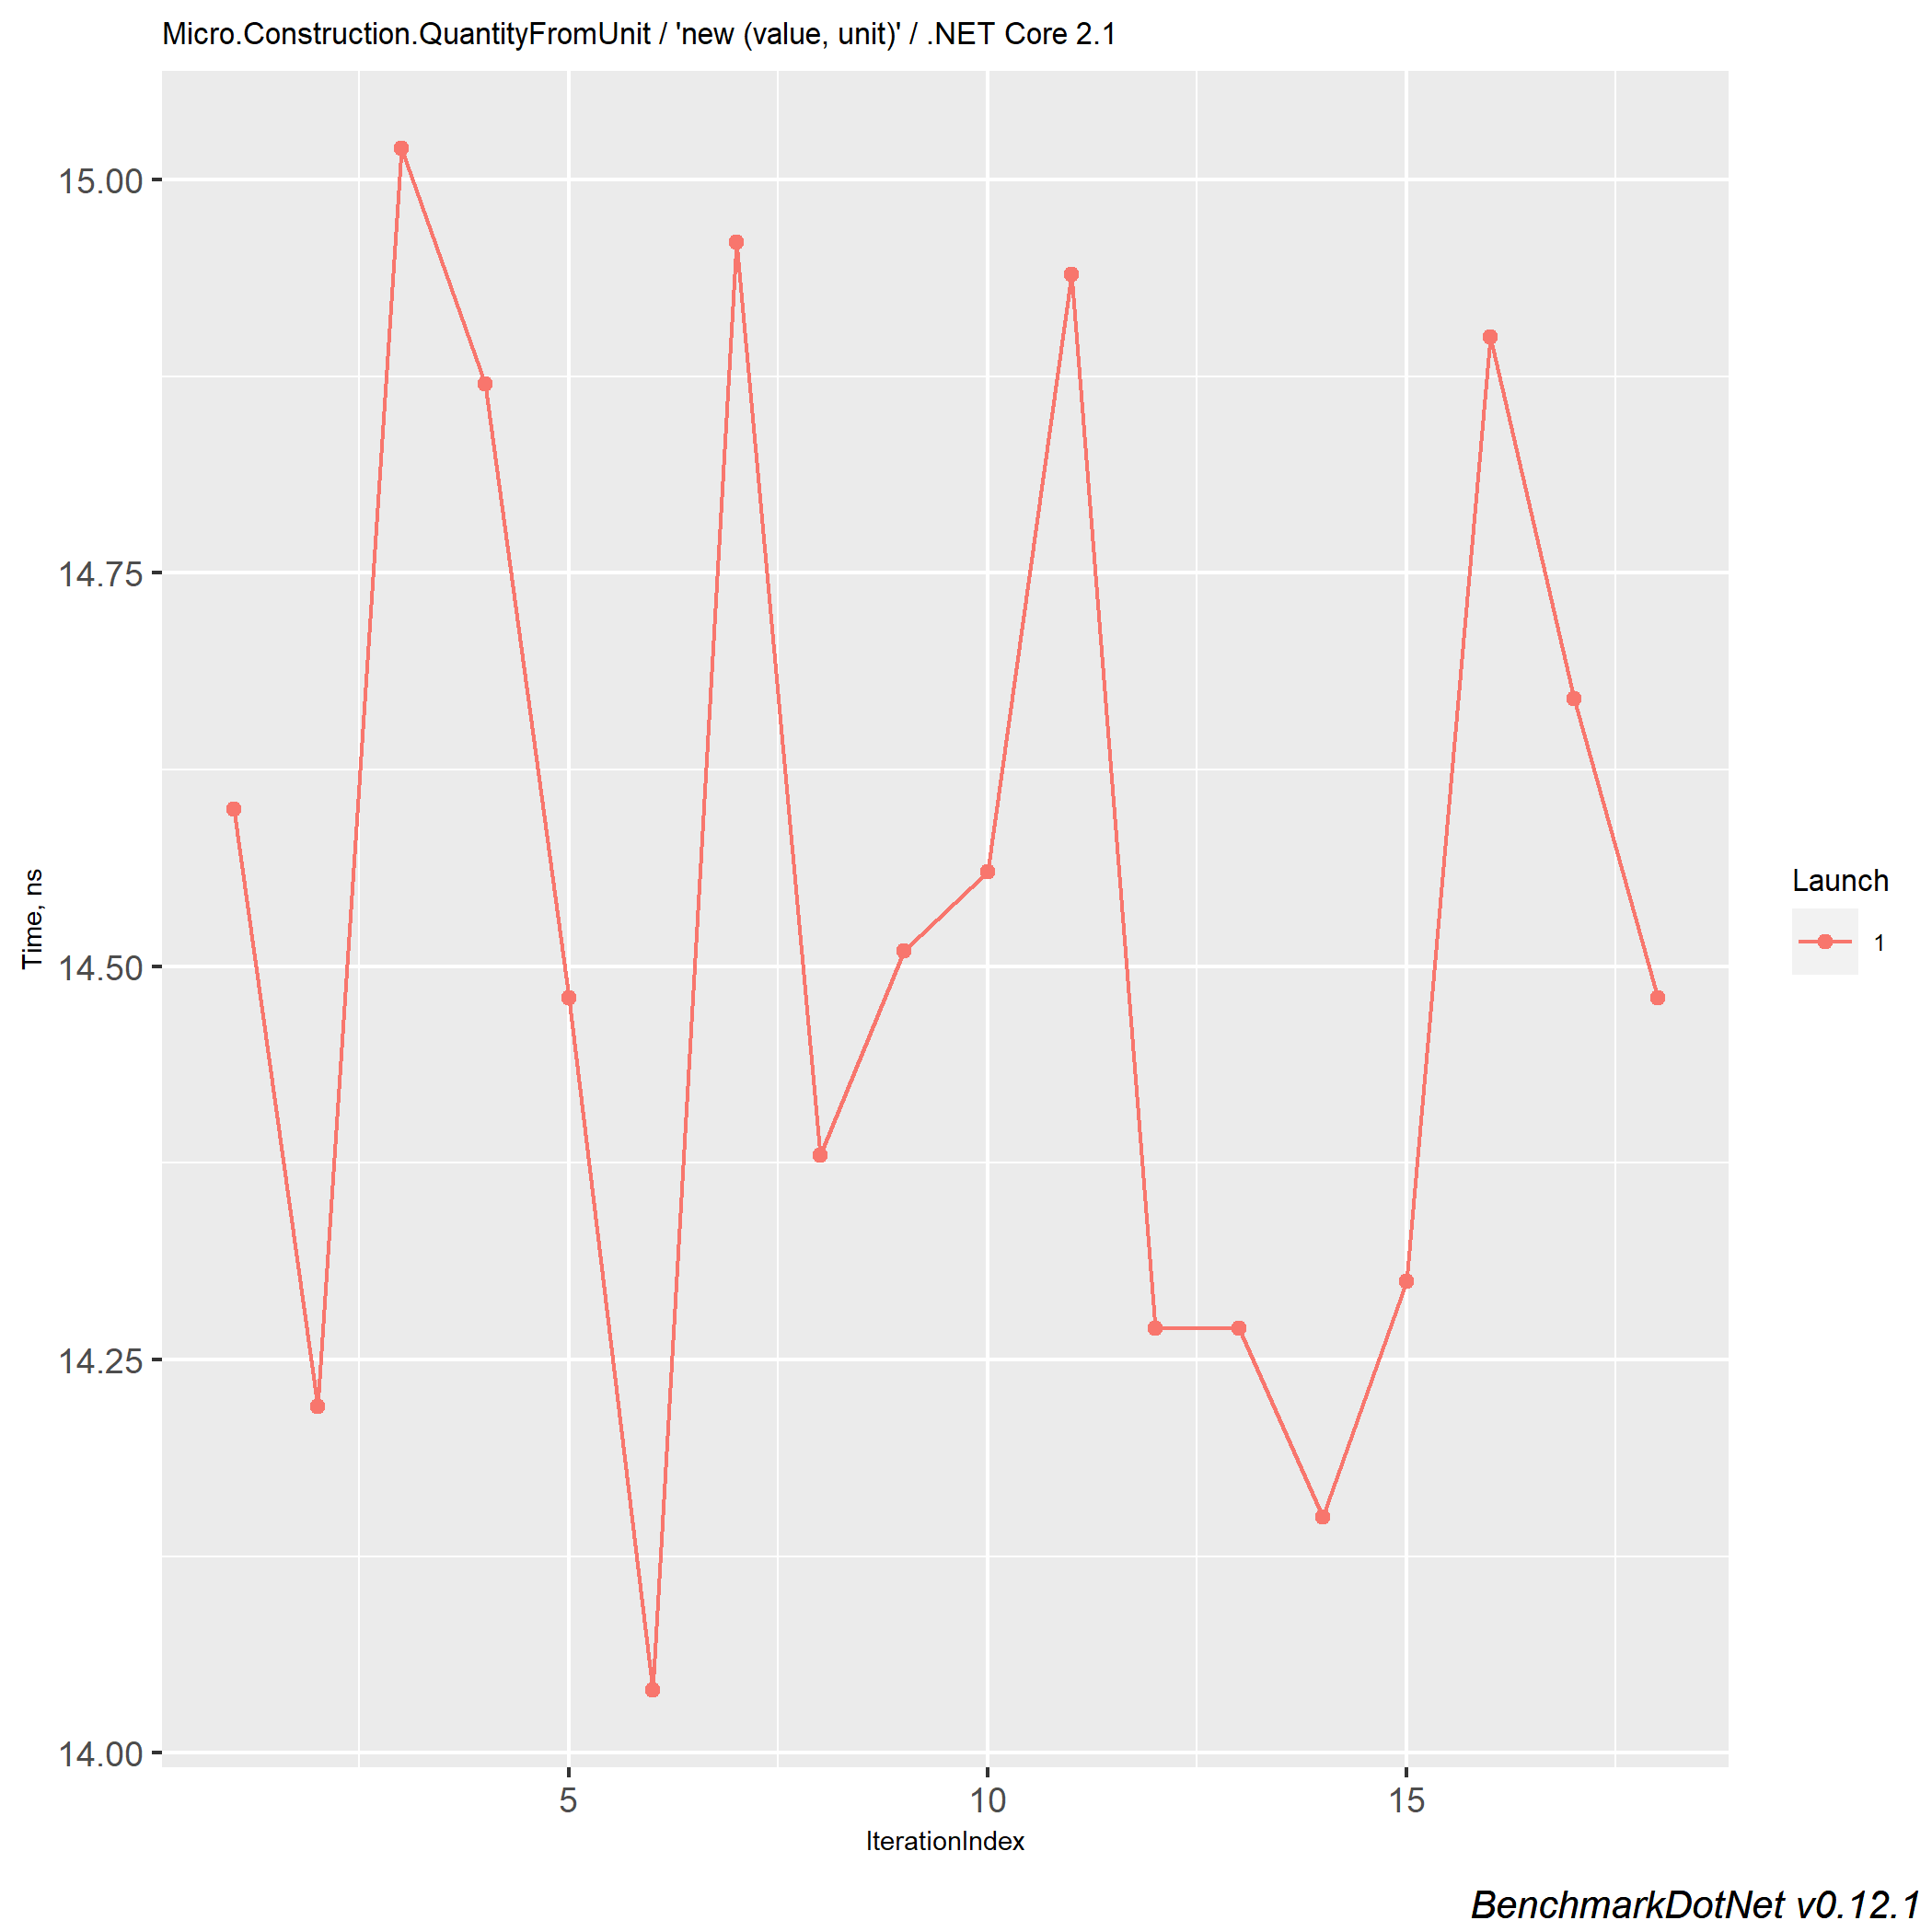 Micro.Construction.QuantityFromUnit / 'new (value, unit)' / .NET Core 2.1
15.00
14.75
14.50
14.25
14.00
Time, ns
5
10
15
IterationIndex
Launch
1
BenchmarkDotNet v0.12.1